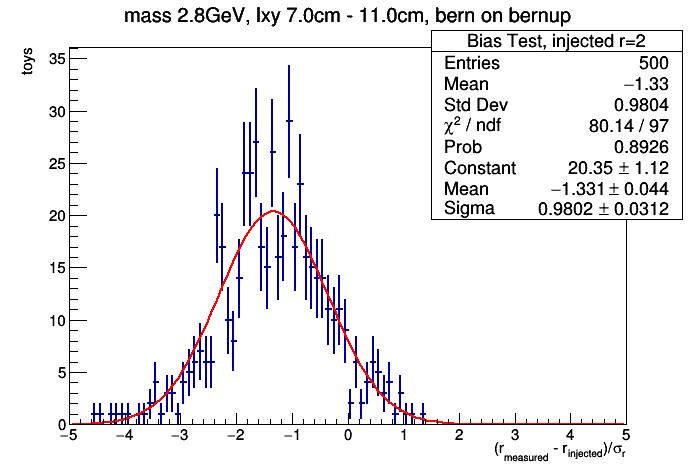 mass 2.8GeV, lxy 7.0cm - 11.0cm, bern on bernup
Bias Test, injected r=2
Entries 500
Mean −1.33
Std Dev 0.9804
χ² / ndf 80.14 / 97
Prob 0.8926
Constant 20.35 ± 1.12
Mean −1.331 ± 0.044
Sigma 0.9802 ± 0.0312
toys
35
30
25
20
15
10
5
0
−5 −4 −3 −2 −1 0 1 2 3 4 5
(r_measured - r_injected)/σ_r